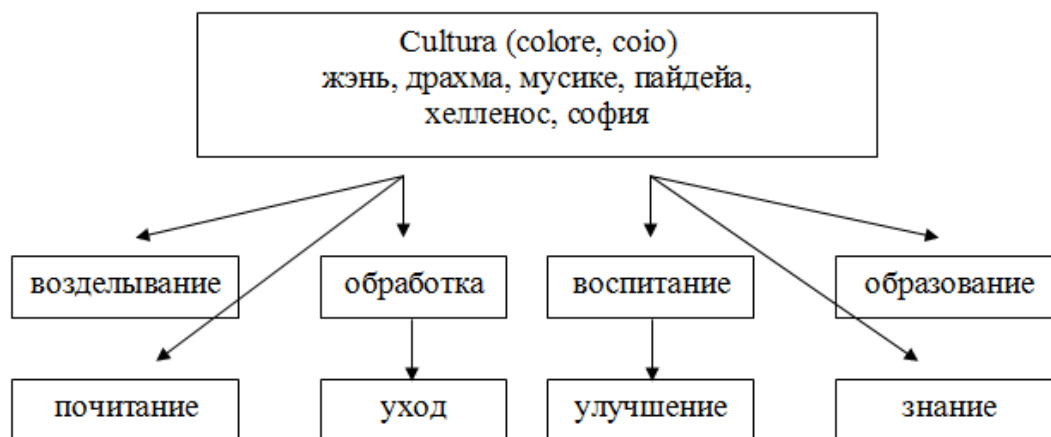 Cultura (colore, coio)
жэнь, драхма, мусике, пайдейа,
хелленос, софия
возделывание
обработка
воспитание
образование
почитание
уход
улучшение
знание